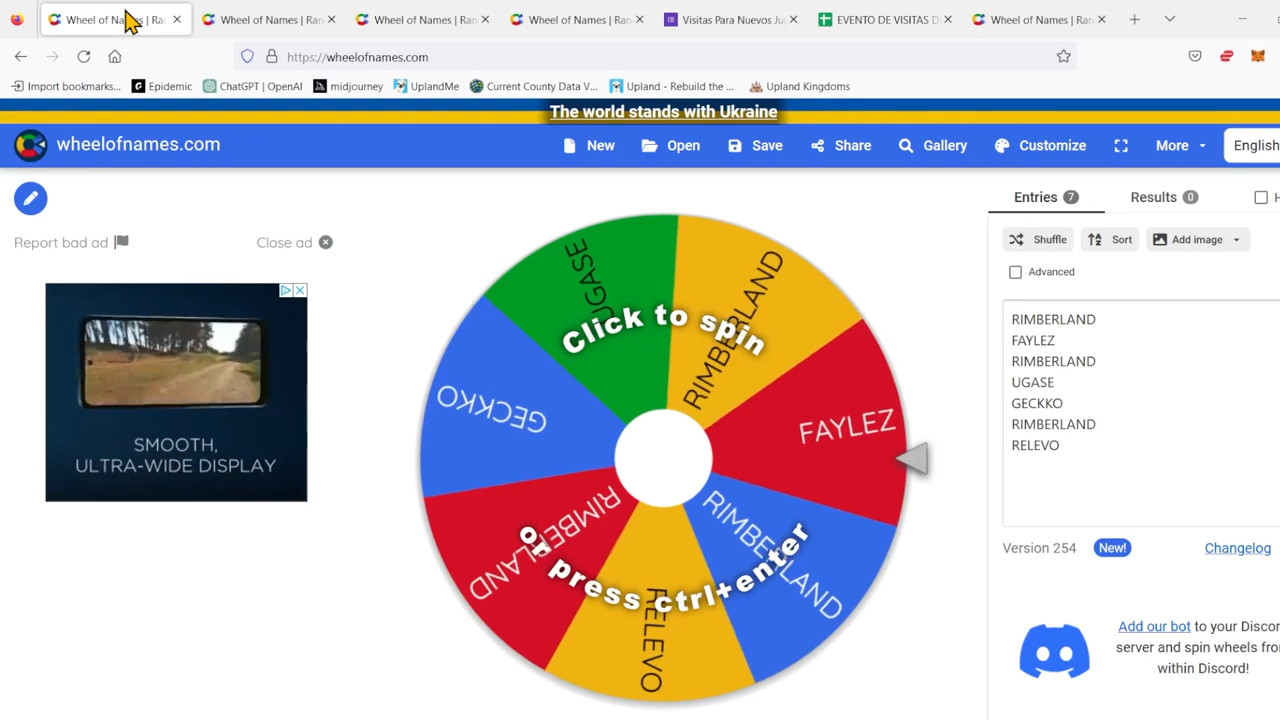 Wheel of Names | Ra
Wheel of Names | Ran
Wheel of Names | Ran
Wheel of Names | Ran
Visitas Para Nuevos Ju
EVENTO DE VISITAS D
Wheel of Names | Ran
https://wheelofnames.com
Import bookmarks...
Epidemic
ChatGPT | OpenAI
midjourney
UplandMe
Current County Data V...
Upland - Rebuild the ...
Upland Kingdoms
The world stands with Ukraine
wheelofnames.com
New
Open
Save
Share
Gallery
Customize
More
English
Report bad ad
Close ad
SMOOTH,
ULTRA-WIDE DISPLAY
UGASE
RIMBERLAND
FAYLEZ
RIMBERLAND
RELEVO
RIMBERLAND
GECKKO
Click to spin
or press ctrl+enter
Entries 7
Results 0
H
Shuffle
Sort
Add image
Advanced
RIMBERLAND
FAYLEZ
RIMBERLAND
UGASE
GECKKO
RIMBERLAND
RELEVO
Version 254
New!
Changelog
Add our bot to your Discor
server and spin wheels fro
within Discord!